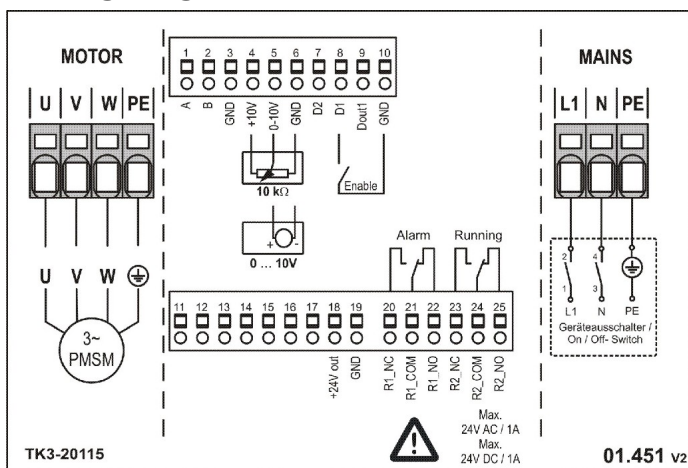 MOTOR
U V W PE
U V W
3~
PMSM
TK3-20115
1 2 3 4 5 6 7 8 9 10
A B GND +10V 0-10V GND D2 D1 Dout1 GND
10 kΩ
Enable
+ -
0 ... 10V
Alarm Running
11 12 13 14 15 16 17 18 19 20 21 22 23 24 25
+24V out GND R1_NC R1_COM R1_NO R2_NC R2_COM R2_NO
Max.
24V AC / 1A
Max.
24V DC / 1A
MAINS
L1 N PE
2 4
1 3
L1 N PE
Geräteausschalter /
On / Off- Switch
01.451 V2